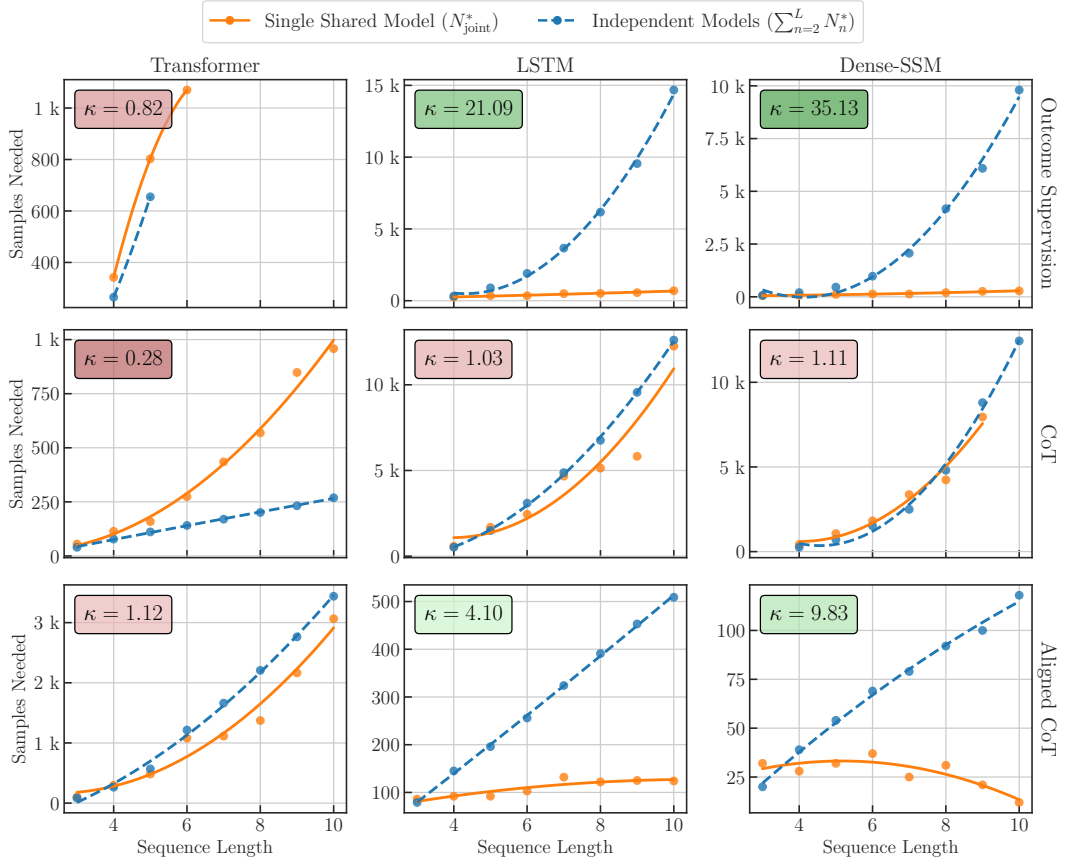 Single Shared Model (N*joint)
Independent Models (∑ᴸₙ₌₂ N*ₙ)
Transformer
LSTM
Dense-SSM
Samples Needed
1 k
800
600
400
κ = 0.82
15 k
10 k
5 k
0
κ = 21.09
10 k
7.5 k
5 k
2.5 k
0
κ = 35.13
Outcome Supervision
Samples Needed
1 k
750
500
250
0
κ = 0.28
10 k
5 k
0
κ = 1.03
10 k
5 k
0
κ = 1.11
CoT
Samples Needed
3 k
2 k
1 k
0
κ = 1.12
500
400
300
200
100
κ = 4.10
100
75
50
25
κ = 9.83
Aligned CoT
4 6 8 10
4 6 8 10
4 6 8 10
Sequence Length
Sequence Length
Sequence Length